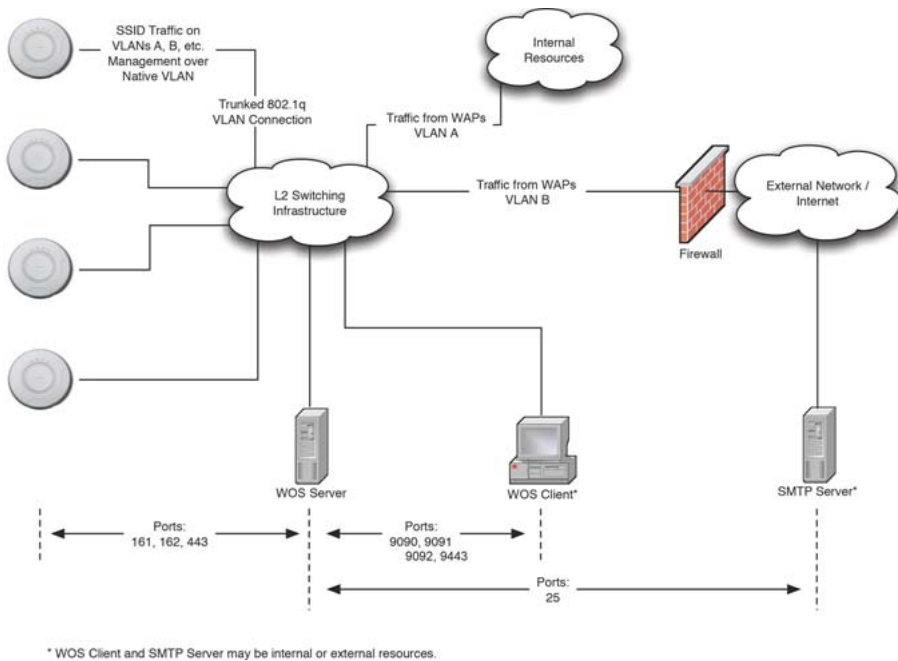 SSID Traffic on
VLANs A, B, etc.
Management over
Native VLAN
Internal
Resources
Trunked 802.1q
VLAN Connection
Traffic from WAPs
VLAN A
L2 Switching
Infrastructure
Traffic from WAPs
VLAN B
External Network /
Internet
Firewall
WOS Server
WOS Client*
SMTP Server*
Ports:
161, 162, 443
Ports:
9090, 9091
9092, 9443
Ports:
25
* WOS Client and SMTP Server may be internal or external resources.